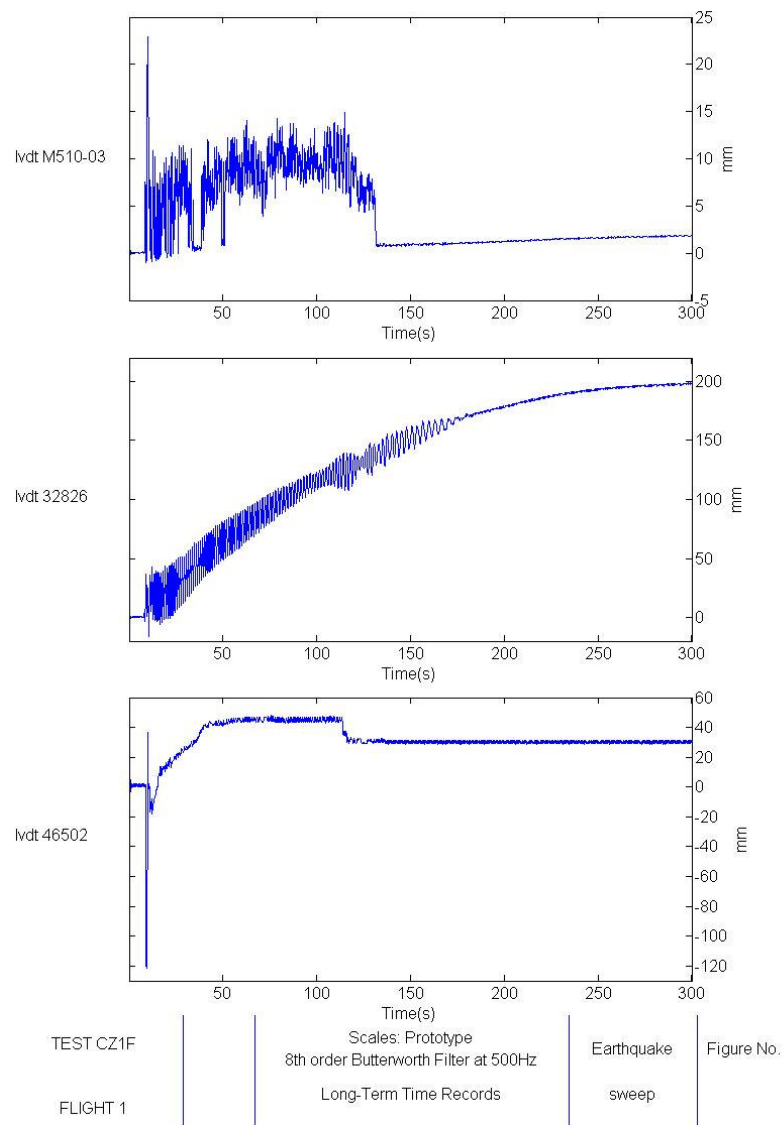 25
20
15
10
5
0
-5
lvdt M510-03
mm
50 100 150 200 250 300
Time(s)
200
150
100
50
0
lvdt 32826
mm
50 100 150 200 250 300
Time(s)
60
40
20
0
-20
-40
-60
-80
-100
-120
lvdt 46502
mm
50 100 150 200 250 300
Time(s)
TEST CZ1F
Scales: Prototype
8th order Butterworth Filter at 500Hz
Earthquake
Figure No.
FLIGHT 1
Long-Term Time Records
sweep